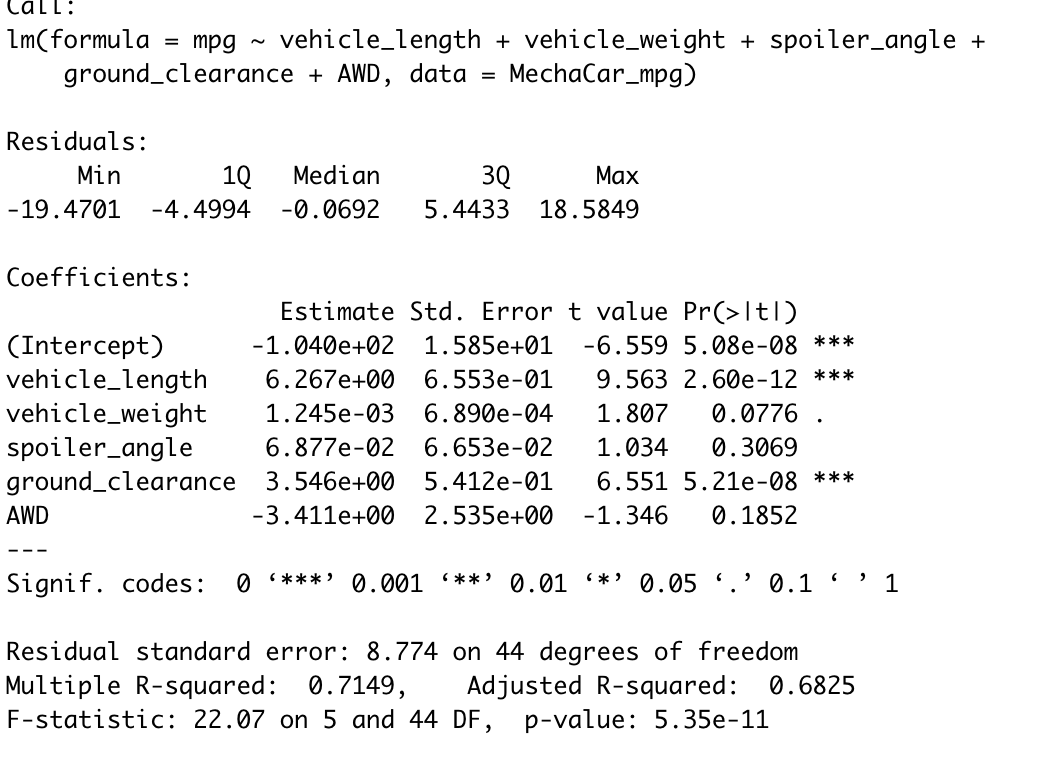 Call:
lm(formula = mpg ~ vehicle_length + vehicle_weight + spoiler_angle +
    ground_clearance + AWD, data = MechaCar_mpg)

Residuals:
     Min       1Q   Median       3Q      Max
-19.4701  -4.4994  -0.0692   5.4433  18.5849

Coefficients:
                   Estimate Std. Error t value Pr(>|t|)
(Intercept)      -1.040e+02  1.585e+01  -6.559 5.08e-08 ***
vehicle_length    6.267e+00  6.553e-01   9.563 2.60e-12 ***
vehicle_weight    1.245e-03  6.890e-04   1.807   0.0776 .
spoiler_angle     6.877e-02  6.653e-02   1.034   0.3069
ground_clearance  3.546e+00  5.412e-01   6.551 5.21e-08 ***
AWD              -3.411e+00  2.535e+00  -1.346   0.1852
---
Signif. codes:  0 ‘***’ 0.001 ‘**’ 0.01 ‘*’ 0.05 ‘.’ 0.1 ‘ ’ 1

Residual standard error: 8.774 on 44 degrees of freedom
Multiple R-squared:  0.7149,    Adjusted R-squared:  0.6825
F-statistic: 22.07 on 5 and 44 DF,  p-value: 5.35e-11